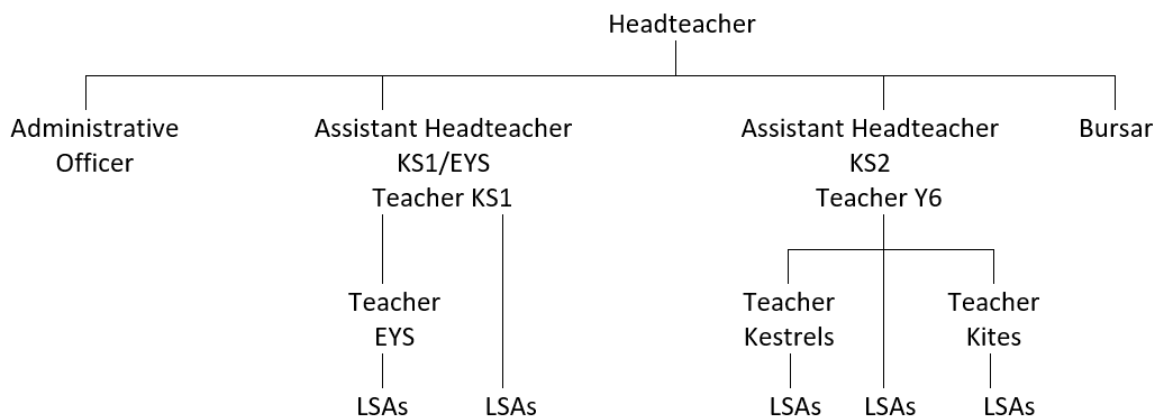 Headteacher
Administrative
Officer
Assistant Headteacher
KS1/EYS
Teacher KS1
Assistant Headteacher
KS2
Teacher Y6
Bursar
Teacher
EYS
Teacher
Kestrels
Teacher
Kites
LSAs
LSAs
LSAs
LSAs
LSAs